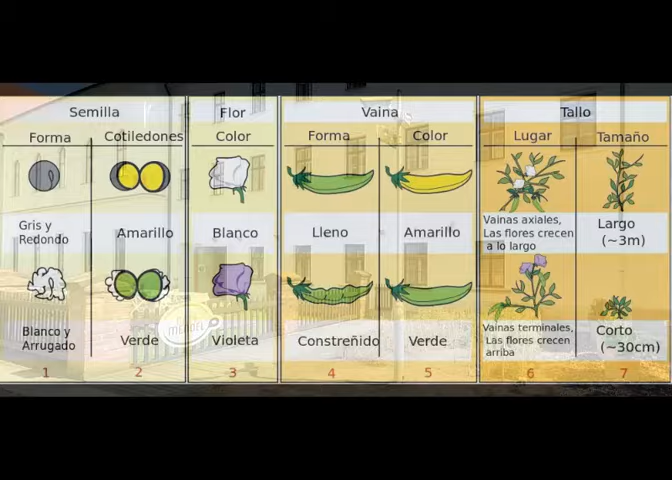 Semilla
Flor
Vaina
Tallo
Forma
Cotiledones
Color
Forma
Color
Lugar
Tamaño
Gris y
Redondo
Amarillo
Blanco
Lleno
Amarillo
Vainas axiales,
Las flores crecen
a lo largo
Largo
(~3m)
Blanco y
Arrugado
Verde
Violeta
Constreñido
Verde
Vainas terminales,
Las flores crecen
arriba
Corto
(~30cm)
MENDEL
1
2
3
4
5
6
7